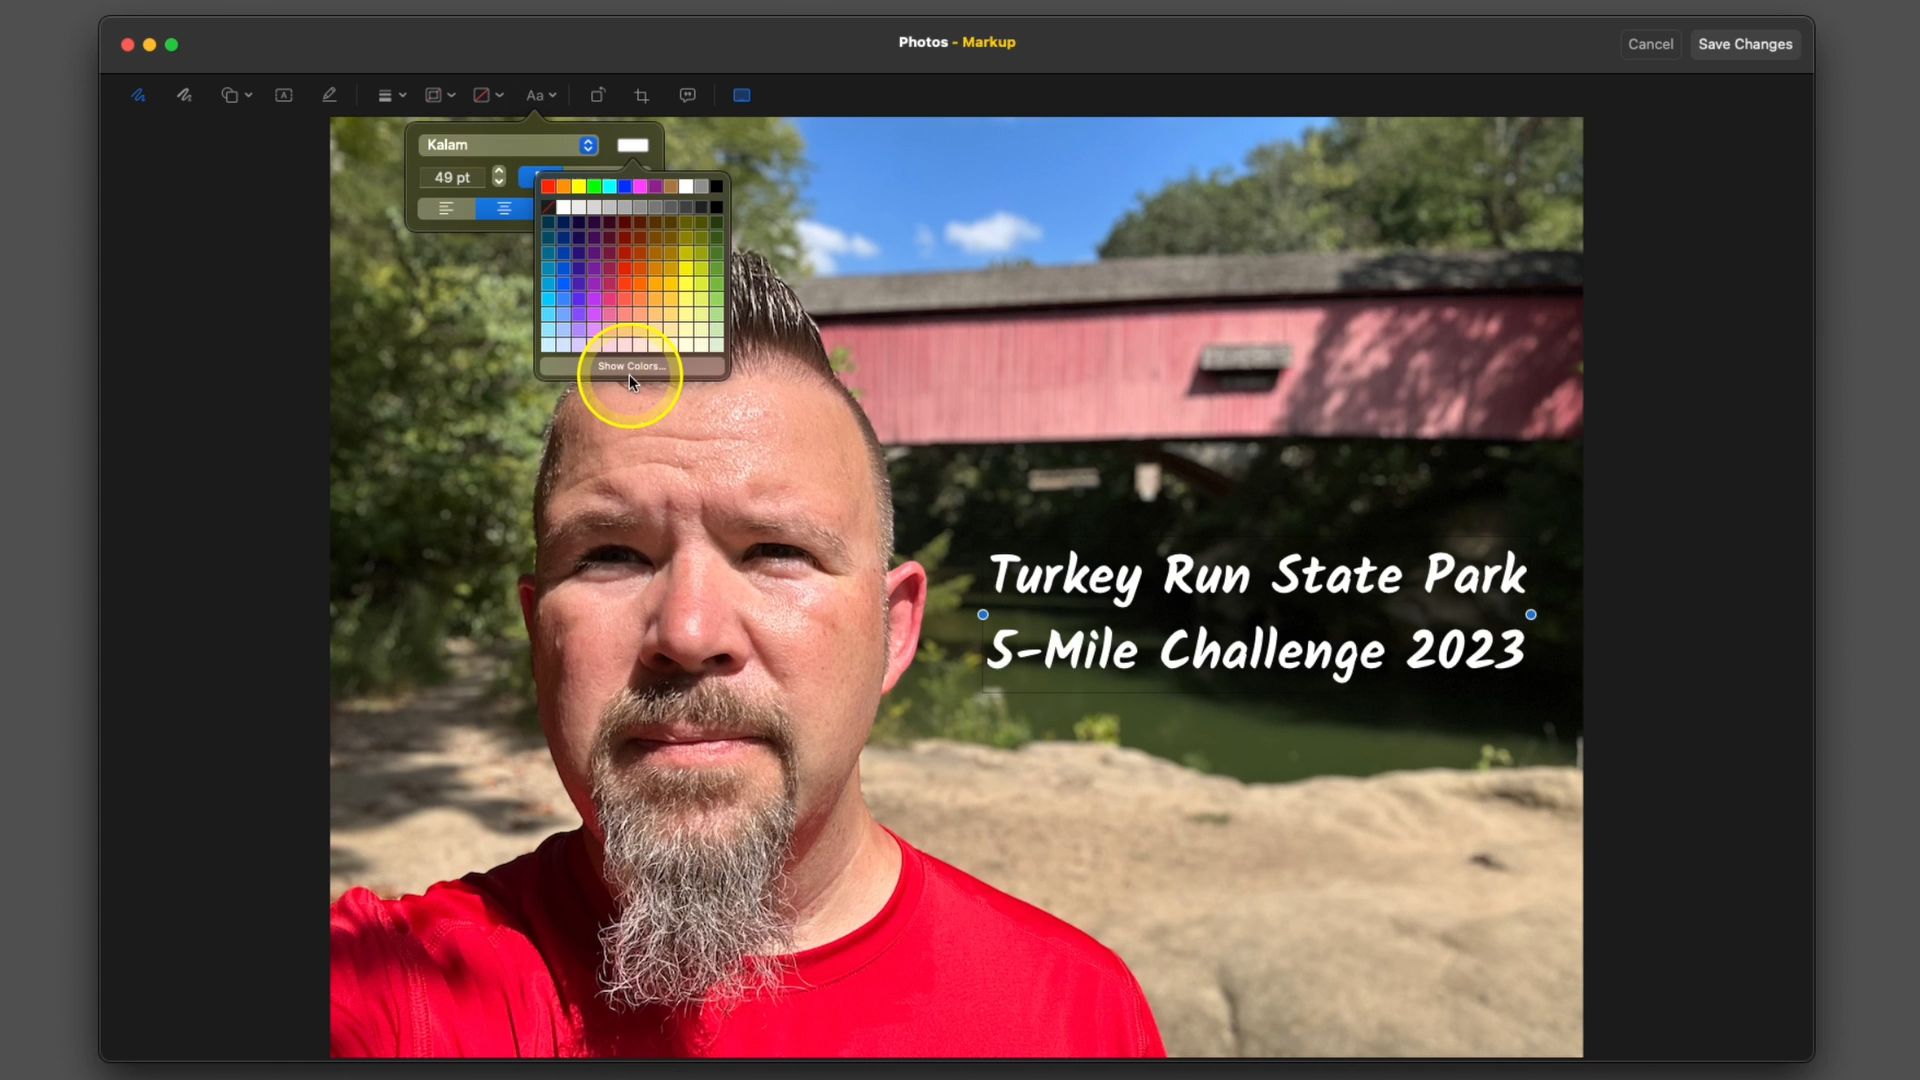 Photos - Markup
Cancel
Save Changes
A
Aa
Kalam
49 pt
Show Colors...
Turkey Run State Park
5-Mile Challenge 2023